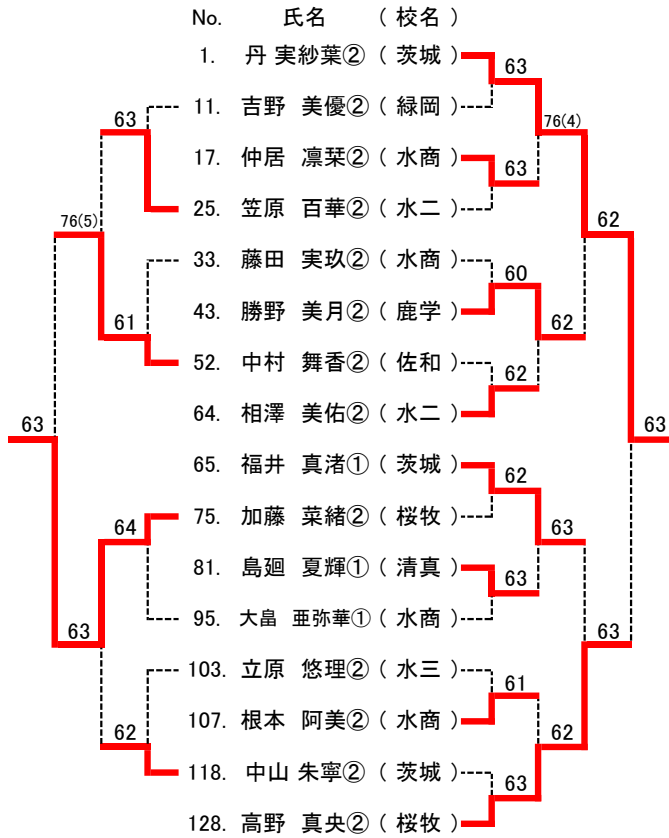 No. 氏名 (校名)
1. 丹 実紗葉② (茨城)
63
11. 吉野 美優② (緑岡)
63
76(4)
17. 仲居 凛栞② (水商)
63
25. 笠原 百華② (水二)
76(5)
62
33. 藤田 実玖② (水商)
60
43. 勝野 美月② (鹿学)
61
62
52. 中村 舞香② (佐和)
62
64. 相澤 美佑② (水二)
63
63
65. 福井 真渚① (茨城)
62
75. 加藤 菜緒② (桜牧)
64
63
81. 島廻 夏輝① (清真)
63
95. 大畠 亜弥華① (水商)
63
63
103. 立原 悠理② (水三)
61
107. 根本 阿美② (水商)
62
62
118. 中山 朱寧② (茨城)
63
128. 高野 真央② (桜牧)